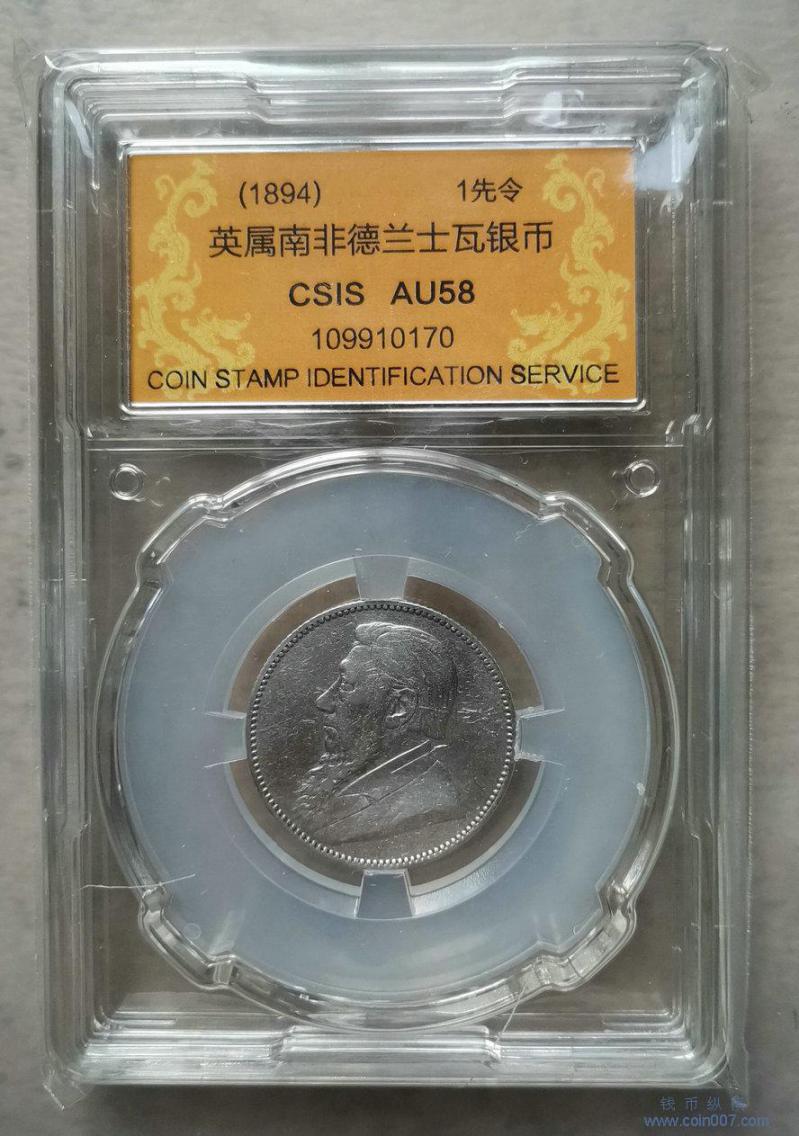 (1894) 1先令
英属南非德兰士瓦银币
CSIS AU58
109910170
COIN STAMP IDENTIFICATION SERVICE
钱币纵
www.coin007.com